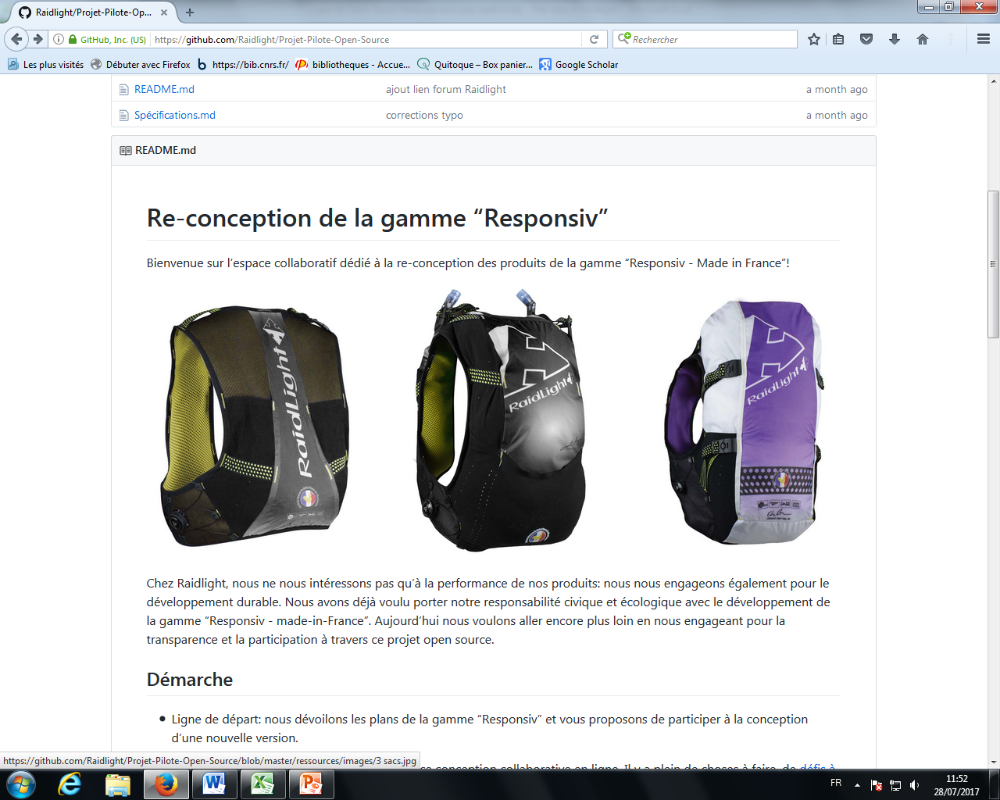 Raidlight/Projet-Pilote-Op...
GitHub, Inc. (US)
https://github.com/Raidlight/Projet-Pilote-Open-Source
Rechercher
Les plus visités
Débuter avec Firefox
https://bib.cnrs.fr/
bibliotheques - Accue...
Quitoque – Box panier...
Google Scholar
README.md ajout lien forum Raidlight a month ago
Spécifications.md corrections typo a month ago
README.md
Re-conception de la gamme “Responsiv”
Bienvenue sur l’espace collaboratif dédié à la re-conception des produits de la gamme “Responsiv - Made in France”!
RaidLight
RaidLight
RaidLight
Chez Raidlight, nous ne nous intéressons pas qu’à la performance de nos produits: nous nous engageons également pour le
développement durable. Nous avons déjà voulu porter notre responsabilité civique et écologique avec le développement de
la gamme “Responsiv - made-in-France”. Aujourd’hui nous voulons aller encore plus loin en nous engageant pour la
transparence et la participation à travers ce projet open source.
Démarche
Ligne de départ: nous dévoilons les plans de la gamme “Responsiv” et vous proposons de participer à la conception
d’une nouvelle version.
https://github.com/Raidlight/Projet-Pilote-Open-Source/blob/master/ressources/images/3 sacs.jpg
conception collaborative en ligne. Il y a plein de choses à faire, de défis à
FR
11:52
28/07/2017